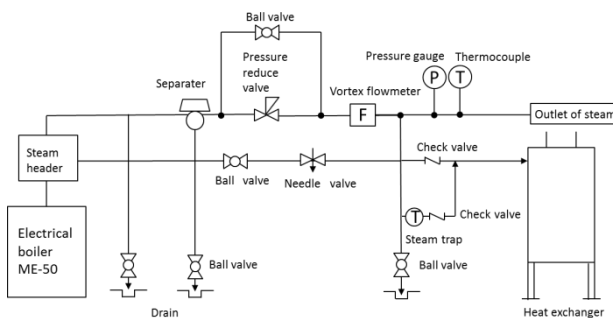 Ball valve
Pressure
reduce
valve
Separater
Vortex flowmeter
Pressure gauge
Thermocouple
P
T
F
Outlet of steam
Steam
header
Ball valve
Needle valve
Check valve
T
Check valve
Steam trap
Electrical
boiler
ME-50
Ball valve
Ball valve
Drain
Heat exchanger